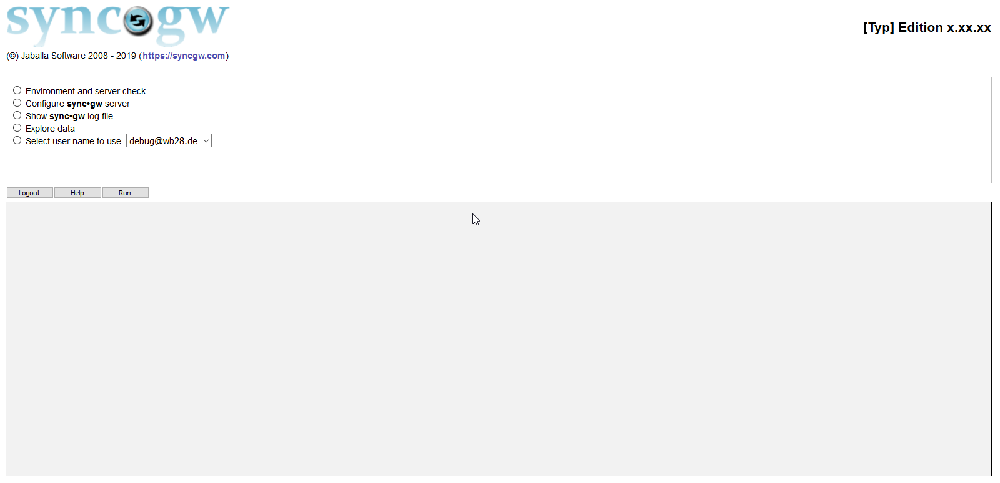 sync gw
[Typ] Edition x.xx.xx
(©) Jaballa Software 2008 - 2019 (https://syncgw.com)
Environment and server check
Configure sync•gw server
Show sync•gw log file
Explore data
Select user name to use debug@wb28.de
Logout Help Run